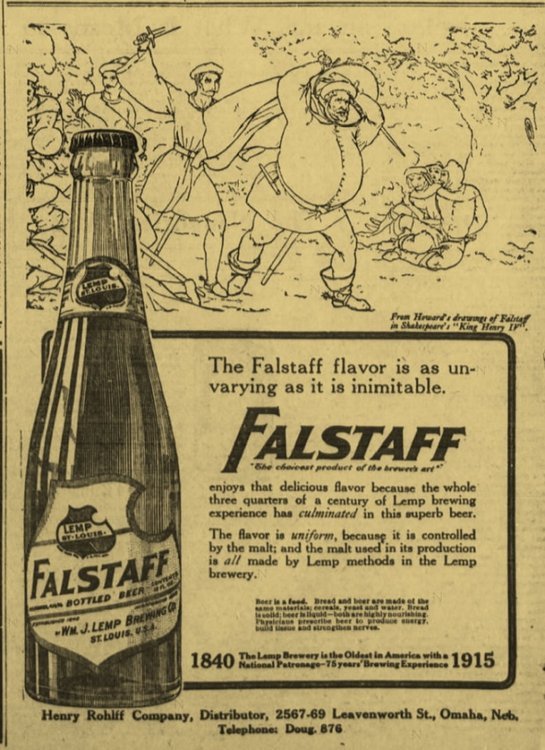 From Howard's drawings of Falstaff
in Shakespeare's "King Henry IV".
The Falstaff flavor is as un-
varying as it is inimitable.
FALSTAFF
"The choicest product of the brewer's art"
enjoys that delicious flavor because the whole
three quarters of a century of Lemp brewing
experience has culminated in this superb beer.
The flavor is uniform, because it is controlled
by the malt; and the malt used in its production
is all made by Lemp methods in the Lemp
brewery.
Beer is a food. Bread and beer are made of the
same materials; cereals, yeast and water. Bread
is solid; beer is liquid—both are highly nourishing.
Physicians prescribe beer to produce energy,
build tissue and strengthen nerves.
1840 The Lemp Brewery is the Oldest in America with a
National Patronage—75 years' Brewing Experience 1915
LEMP
ST. LOUIS.
LEMP
ST. LOUIS.
FALSTAFF
BOTTLED BEER
CONTENTS
ESTABLISHED 1840
BY WM. J. LEMP BREWING CO.
ST. LOUIS, U.S.A.
Henry Rohlff Company, Distributor, 2567-69 Leavenworth St., Omaha, Neb.
Telephone: Doug. 876